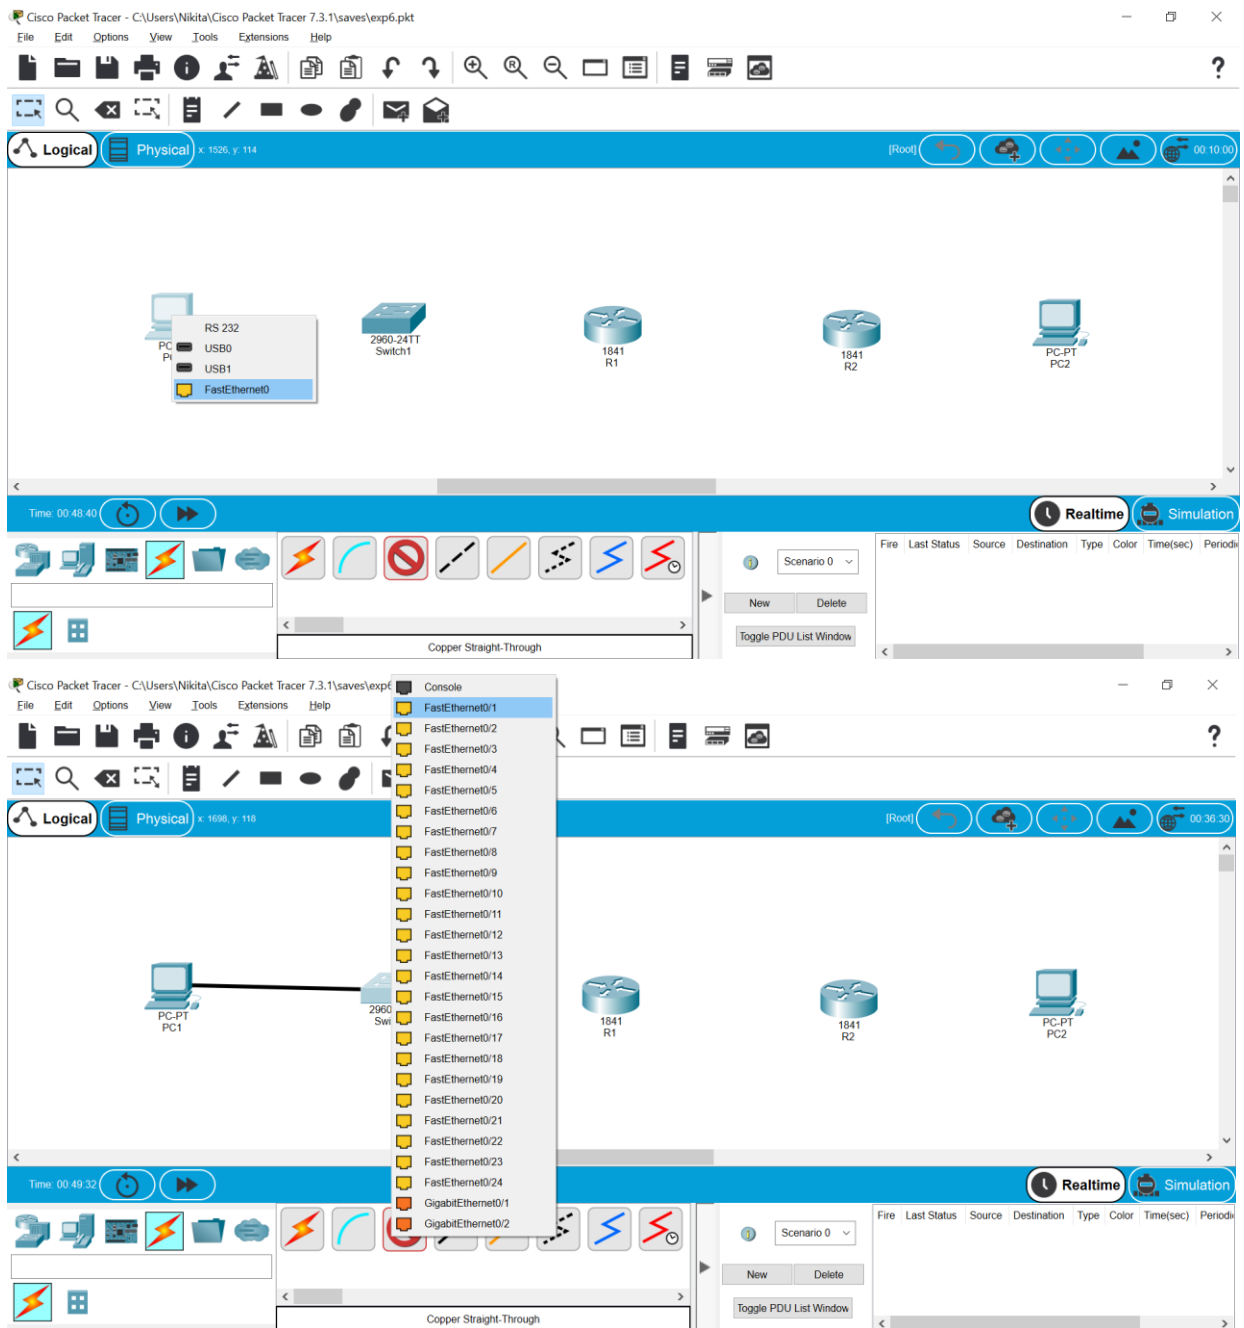 Cisco Packet Tracer - C:\Users\Nikita\Cisco Packet Tracer 7.3.1\saves\exp6.pkt
File Edit Options View Tools Extensions Help
?
Logical Physical x: 1526, y: 114 [Root] 00:10:00
RS 232
USB0
USB1
FastEthernet0
2960-24TT
Switch1
1841
R1
1841
R2
PC-PT
PC2
Time: 00:48:40 Realtime Simulation
Scenario 0
New Delete
Toggle PDU List Window
Fire Last Status Source Destination Type Color Time(sec) Periodi
Copper Straight-Through
Cisco Packet Tracer - C:\Users\Nikita\Cisco Packet Tracer 7.3.1\saves\exp6
File Edit Options View Tools Extensions Help
?
Logical Physical x: 1698, y: 118 [Root] 00:36:30
Console
FastEthernet0/1
FastEthernet0/2
FastEthernet0/3
FastEthernet0/4
FastEthernet0/5
FastEthernet0/6
FastEthernet0/7
FastEthernet0/8
FastEthernet0/9
FastEthernet0/10
FastEthernet0/11
FastEthernet0/12
FastEthernet0/13
FastEthernet0/14
FastEthernet0/15
FastEthernet0/16
FastEthernet0/17
FastEthernet0/18
FastEthernet0/19
FastEthernet0/20
FastEthernet0/21
FastEthernet0/22
FastEthernet0/23
FastEthernet0/24
GigabitEthernet0/1
GigabitEthernet0/2
PC-PT
PC1
2960
Swi
1841
R1
1841
R2
PC-PT
PC2
Time: 00:49:32 Realtime Simulation
Scenario 0
New Delete
Toggle PDU List Window
Fire Last Status Source Destination Type Color Time(sec) Periodi
Copper Straight-Through